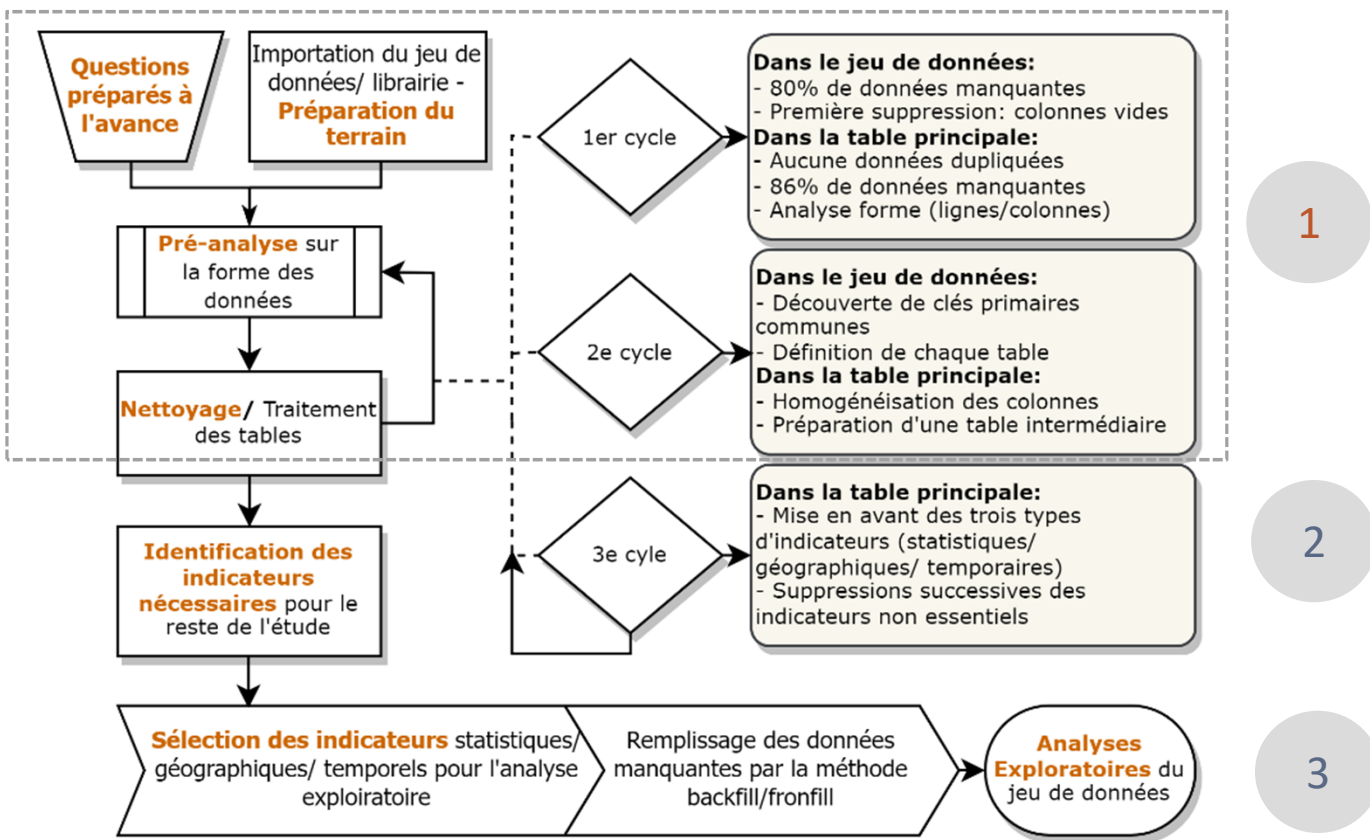 Questions
préparés à
l'avance
Importation du jeu de
données/ librairie -
Préparation du
terrain
Pré-analyse sur
la forme des
données
Nettoyage/ Traitement
des tables
Identification des
indicateurs
nécessaires pour le
reste de l'étude
1er cycle
Dans le jeu de données:
- 80% de données manquantes
- Première suppression: colonnes vides
Dans la table principale:
- Aucune données dupliquées
- 86% de données manquantes
- Analyse forme (lignes/colonnes)
1
2e cycle
Dans le jeu de données:
- Découverte de clés primaires
communes
- Définition de chaque table
Dans la table principale:
- Homogénéisation des colonnes
- Préparation d'une table intermédiaire
3e cyle
Dans la table principale:
- Mise en avant des trois types
d'indicateurs (statistiques/
géographiques/ temporaires)
- Suppressions successives des
indicateurs non essentiels
2
Sélection des indicateurs statistiques/
géographiques/ temporels pour l'analyse
exploiratoire
Remplissage des données
manquantes par la méthode
backfill/fronfill
Analyses
Exploratoires du
jeu de données
3